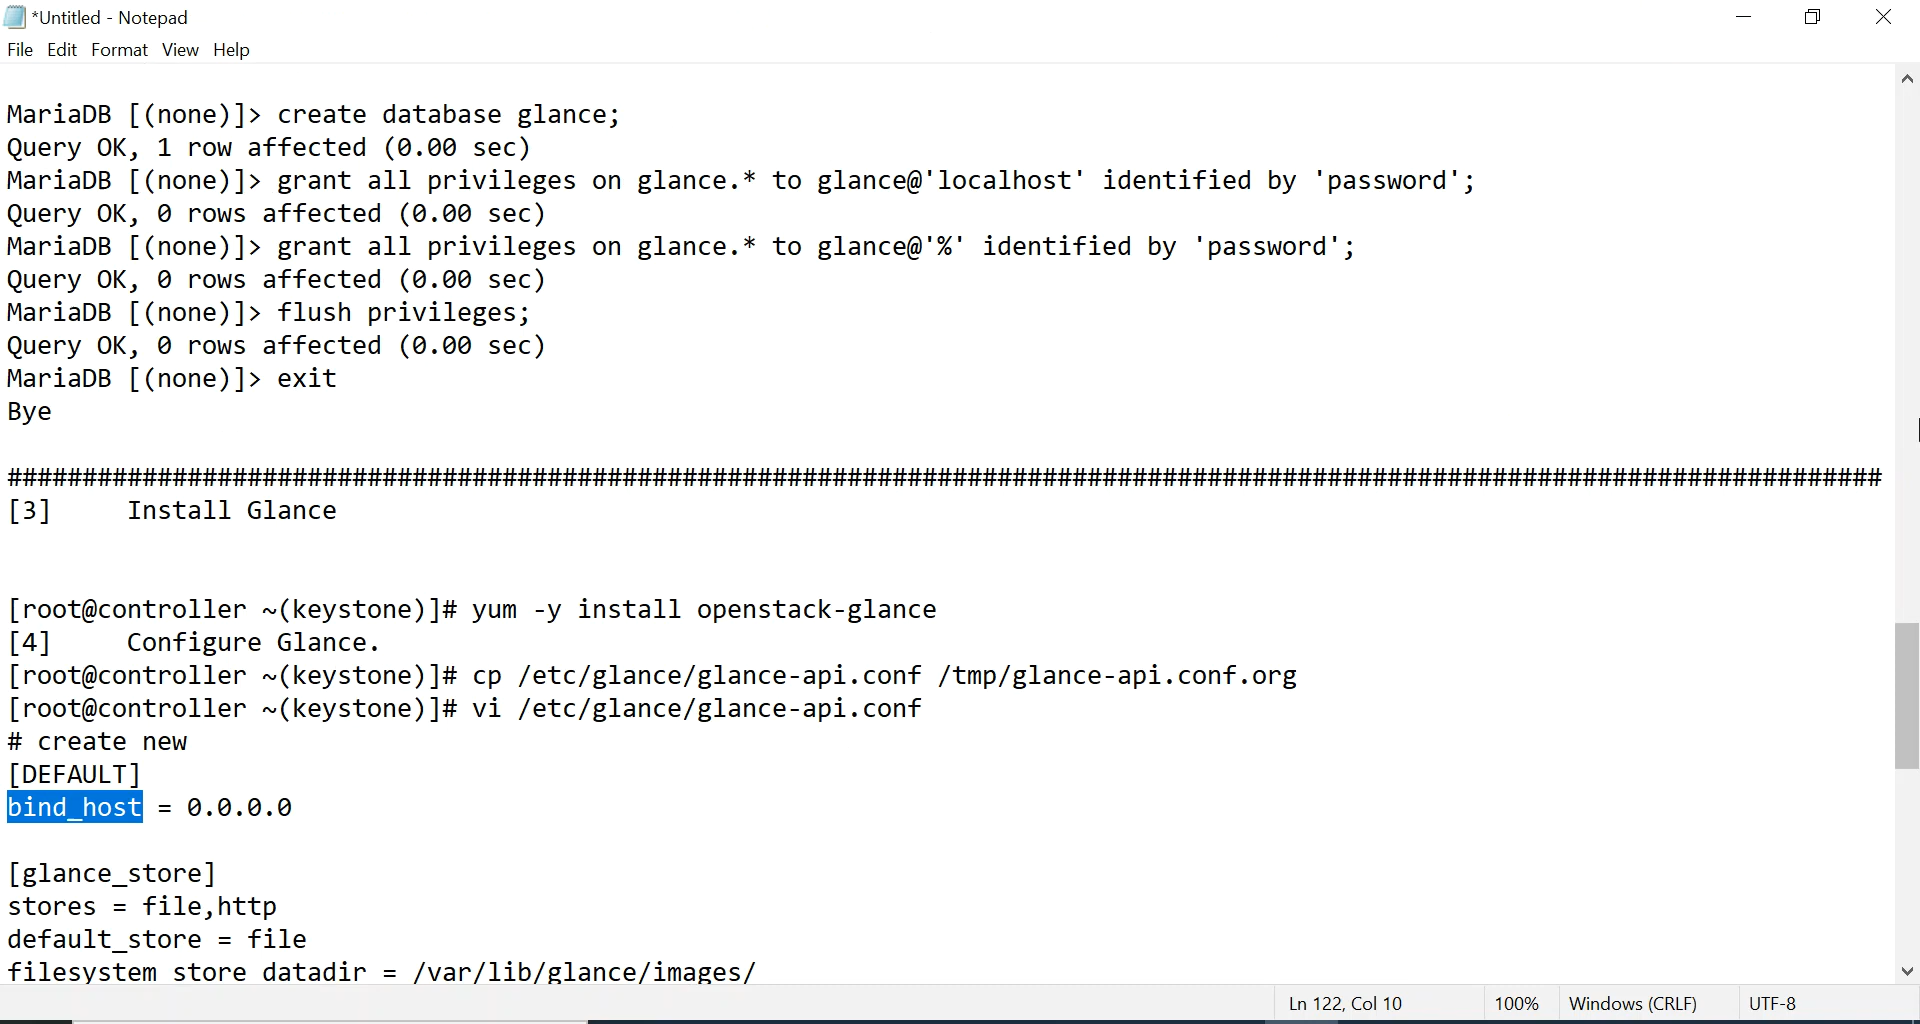 *Untitled - Notepad
File Edit Format View Help
MariaDB [(none)]> create database glance;
Query OK, 1 row affected (0.00 sec)
MariaDB [(none)]> grant all privileges on glance.* to glance@'localhost' identified by 'password';
Query OK, 0 rows affected (0.00 sec)
MariaDB [(none)]> grant all privileges on glance.* to glance@'%' identified by 'password';
Query OK, 0 rows affected (0.00 sec)
MariaDB [(none)]> flush privileges;
Query OK, 0 rows affected (0.00 sec)
MariaDB [(none)]> exit
Bye
#############################################################################################################################
[3]     Install Glance
[root@controller ~(keystone)]# yum -y install openstack-glance
[4]     Configure Glance.
[root@controller ~(keystone)]# cp /etc/glance/glance-api.conf /tmp/glance-api.conf.org
[root@controller ~(keystone)]# vi /etc/glance/glance-api.conf
# create new
[DEFAULT]
bind_host = 0.0.0.0
[glance_store]
stores = file,http
default_store = file
filesystem_store_datadir = /var/lib/glance/images/
Ln 122, Col 10 100% Windows (CRLF) UTF-8